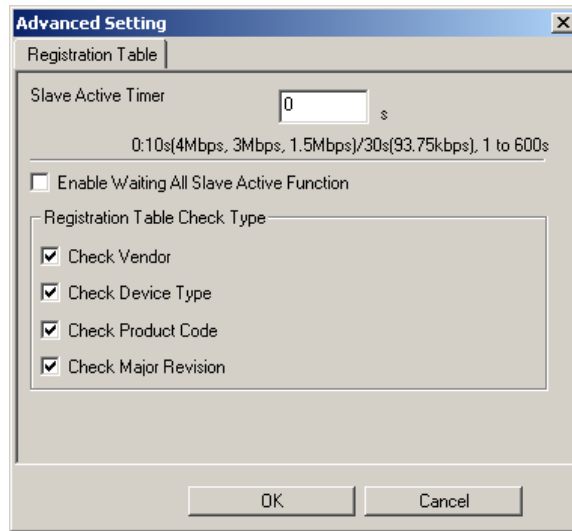 Advanced Setting
Registration Table
Slave Active Timer
0
s
0:10s(4Mbps, 3Mbps, 1.5Mbps)/30s(93.75kbps), 1 to 600s
Enable Waiting All Slave Active Function
Registration Table Check Type
Check Vendor
Check Device Type
Check Product Code
Check Major Revision
OK
Cancel